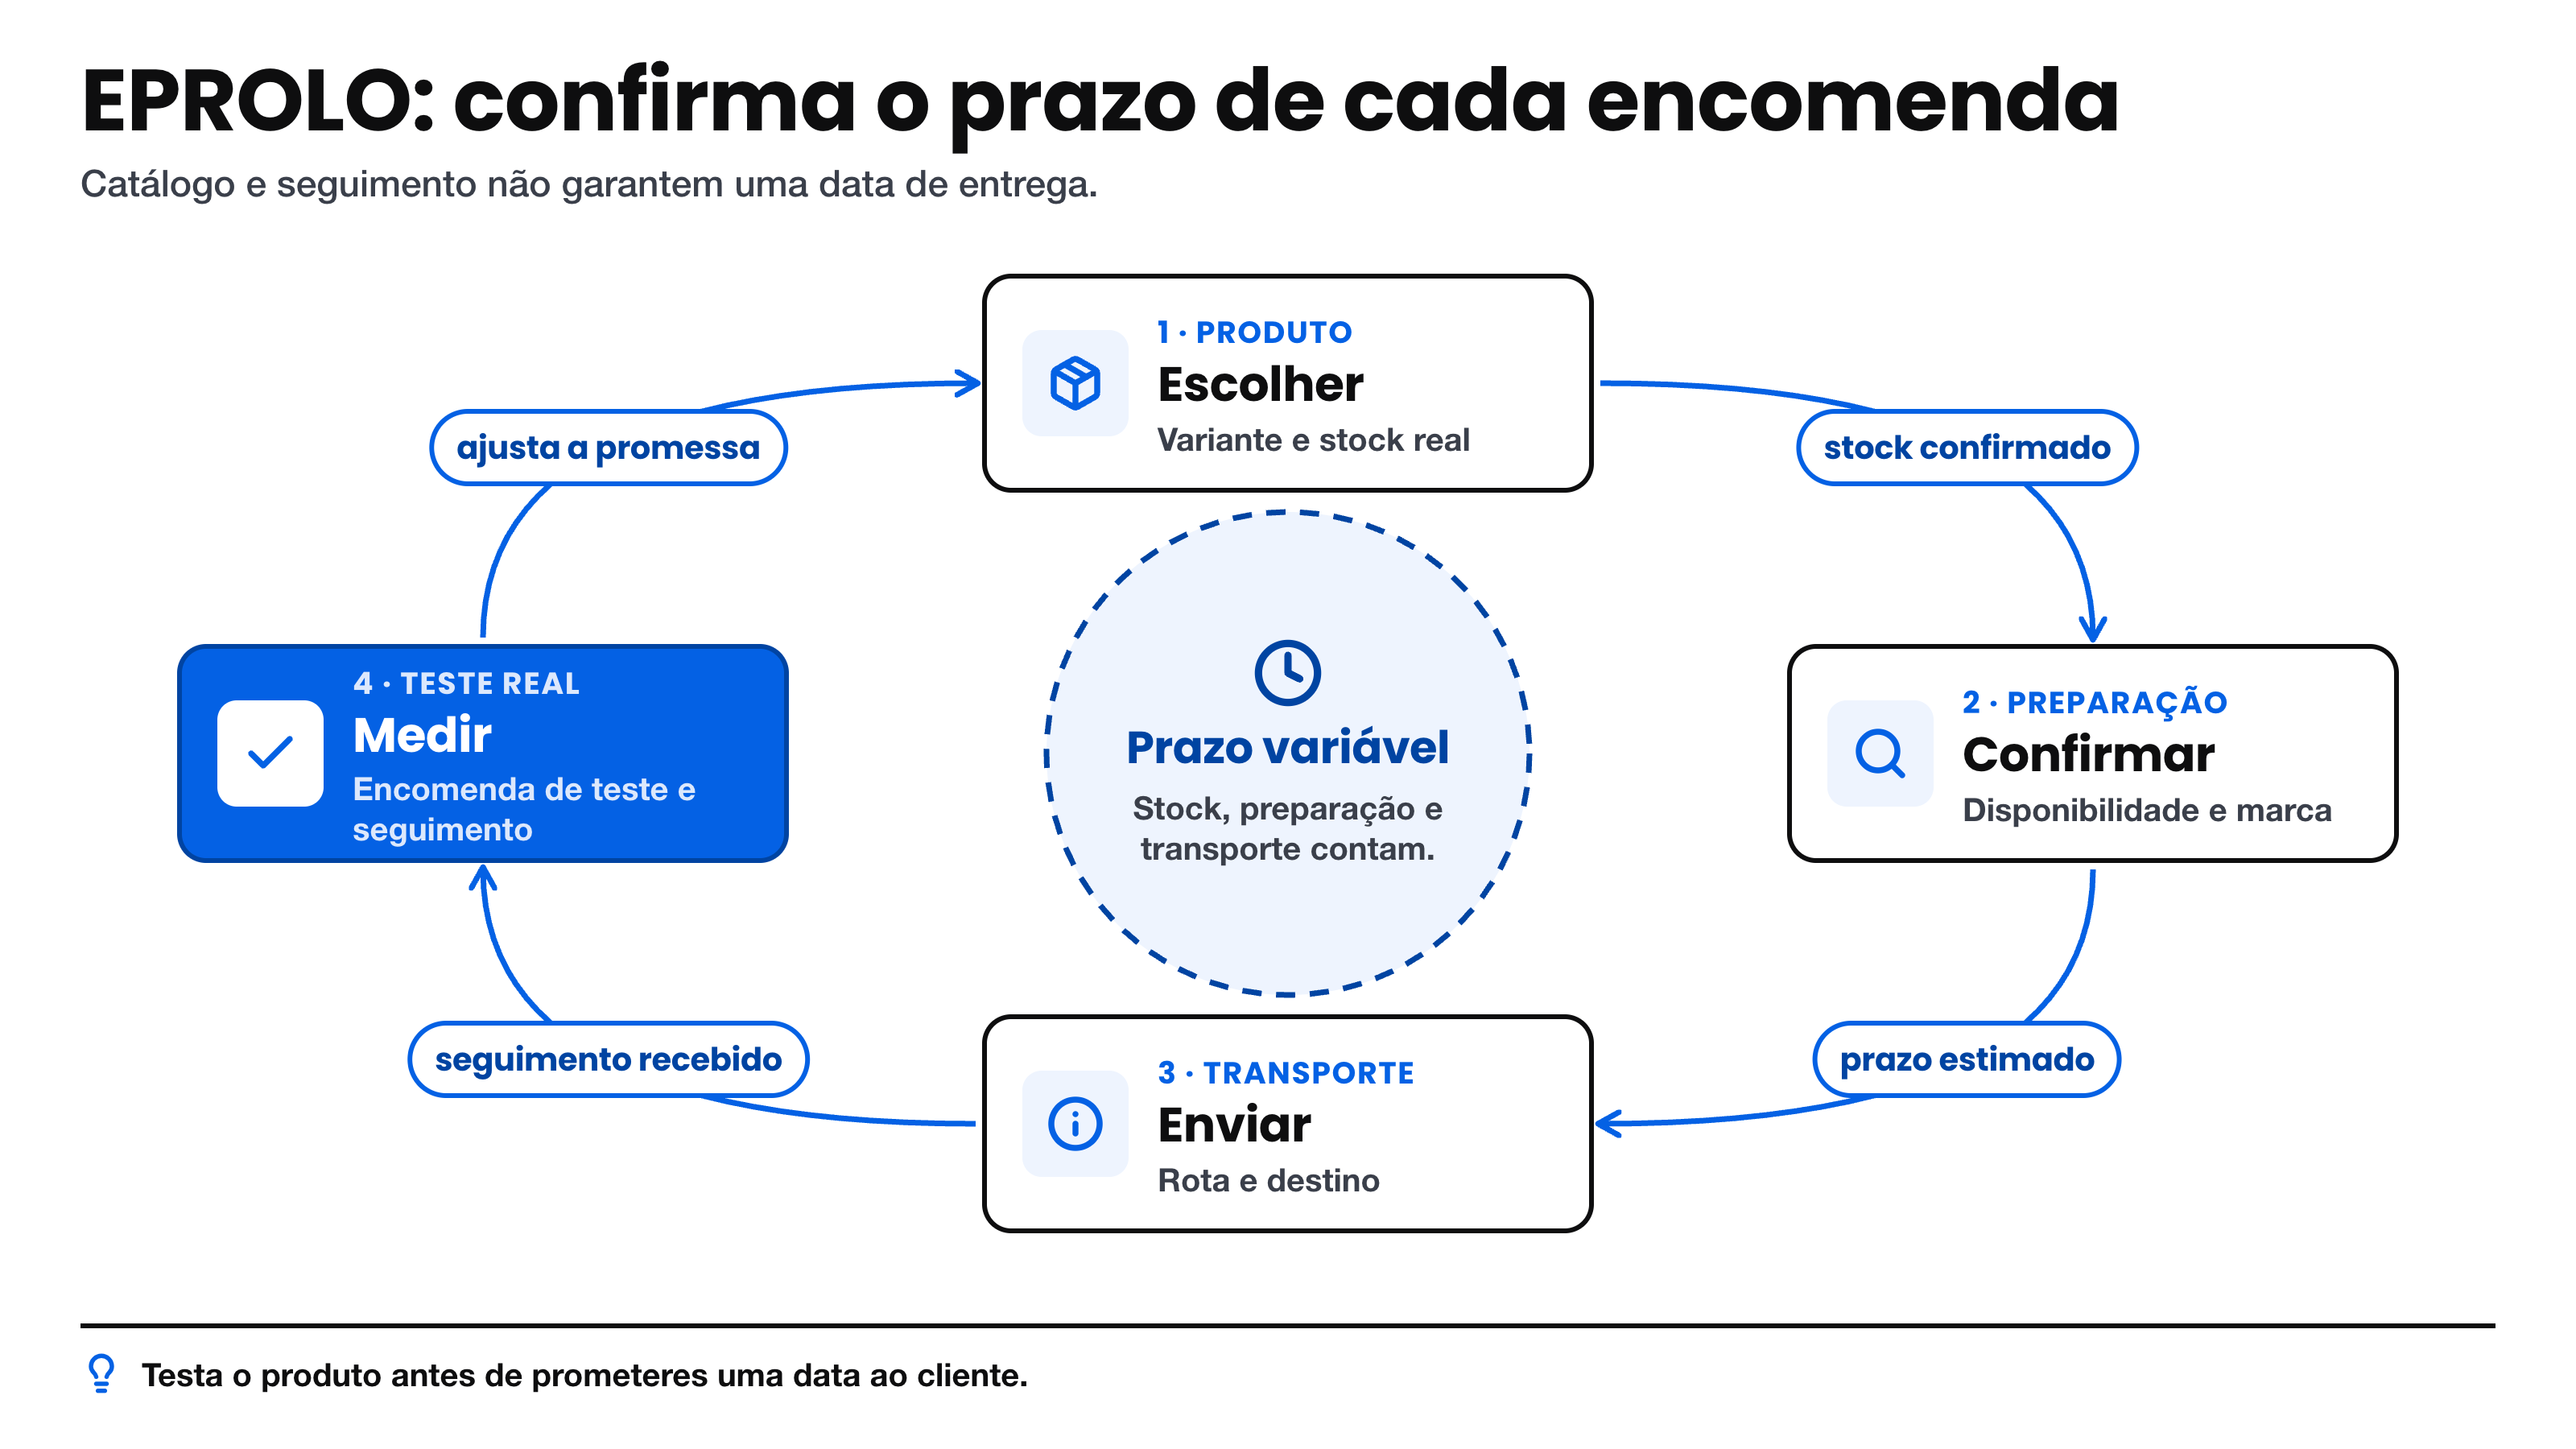 EPROLO: confirma o prazo de cada encomenda
Catálogo e seguimento não garantem uma data de entrega.
1 · PRODUTO
Escolher
Variante e stock real
ajusta a promessa
stock confirmado
4 · TESTE REAL
Medir
Encomenda de teste e
seguimento
Prazo variável
Stock, preparação e
transporte contam.
2 · PREPARAÇÃO
Confirmar
Disponibilidade e marca
seguimento recebido
prazo estimado
3 · TRANSPORTE
Enviar
Rota e destino
Testa o produto antes de prometeres uma data ao cliente.